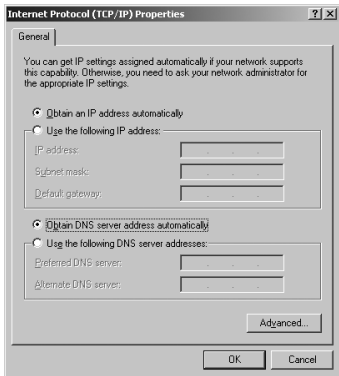 Internet Protocol (TCP/IP) Properties
General
You can get IP settings assigned automatically if your network supports
this capability. Otherwise, you need to ask your network administrator for
the appropriate IP settings.
Obtain an IP address automatically
Use the following IP address:
IP address:
Subnet mask:
Default gateway:
Obtain DNS server address automatically
Use the following DNS server addresses:
Preferred DNS server:
Alternate DNS server:
Advanced...
OK Cancel